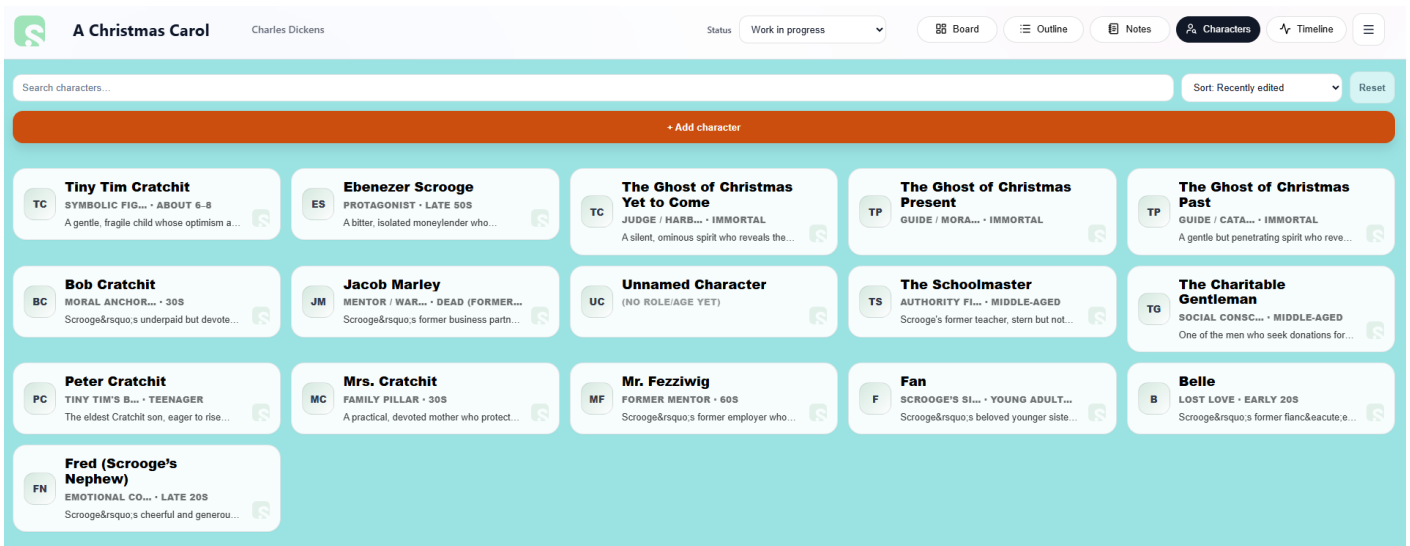 A Christmas Carol
Charles Dickens
Status
Work in progress
Board
Outline
Notes
Characters
Timeline
Search characters...
Sort: Recently edited
Reset
+ Add character
TC
Tiny Tim Cratchit
SYMBOLIC FIG... · ABOUT 6–8
A gentle, fragile child whose optimism a...
ES
Ebenezer Scrooge
PROTAGONIST · LATE 50S
A bitter, isolated moneylender who...
TC
The Ghost of Christmas
Yet to Come
JUDGE / HARB... · IMMORTAL
A silent, ominous spirit who reveals the...
TP
The Ghost of Christmas
Present
GUIDE / MORA... · IMMORTAL
TP
The Ghost of Christmas
Past
GUIDE / CATA... · IMMORTAL
A gentle but penetrating spirit who reve...
BC
Bob Cratchit
MORAL ANCHOR... · 30S
Scrooge&rsquo;s underpaid but devote...
JM
Jacob Marley
MENTOR / WAR... · DEAD (FORMER...
Scrooge&rsquo;s former business partn...
UC
Unnamed Character
(NO ROLE/AGE YET)
TS
The Schoolmaster
AUTHORITY FI... · MIDDLE-AGED
Scrooge's former teacher, stern but not...
TG
The Charitable
Gentleman
SOCIAL CONSC... · MIDDLE-AGED
One of the men who seek donations for...
PC
Peter Cratchit
TINY TIM'S B... · TEENAGER
The eldest Cratchit son, eager to rise...
MC
Mrs. Cratchit
FAMILY PILLAR · 30S
A practical, devoted mother who protect...
MF
Mr. Fezziwig
FORMER MENTOR · 60S
Scrooge&rsquo;s former employer who...
F
Fan
SCROOGE'S SI... · YOUNG ADULT...
Scrooge&rsquo;s beloved younger siste...
B
Belle
LOST LOVE · EARLY 20S
Scrooge&rsquo;s former fianc&eacute;e...
FN
Fred (Scrooge's
Nephew)
EMOTIONAL CO... · LATE 20S
Scrooge&rsquo;s cheerful and generou...